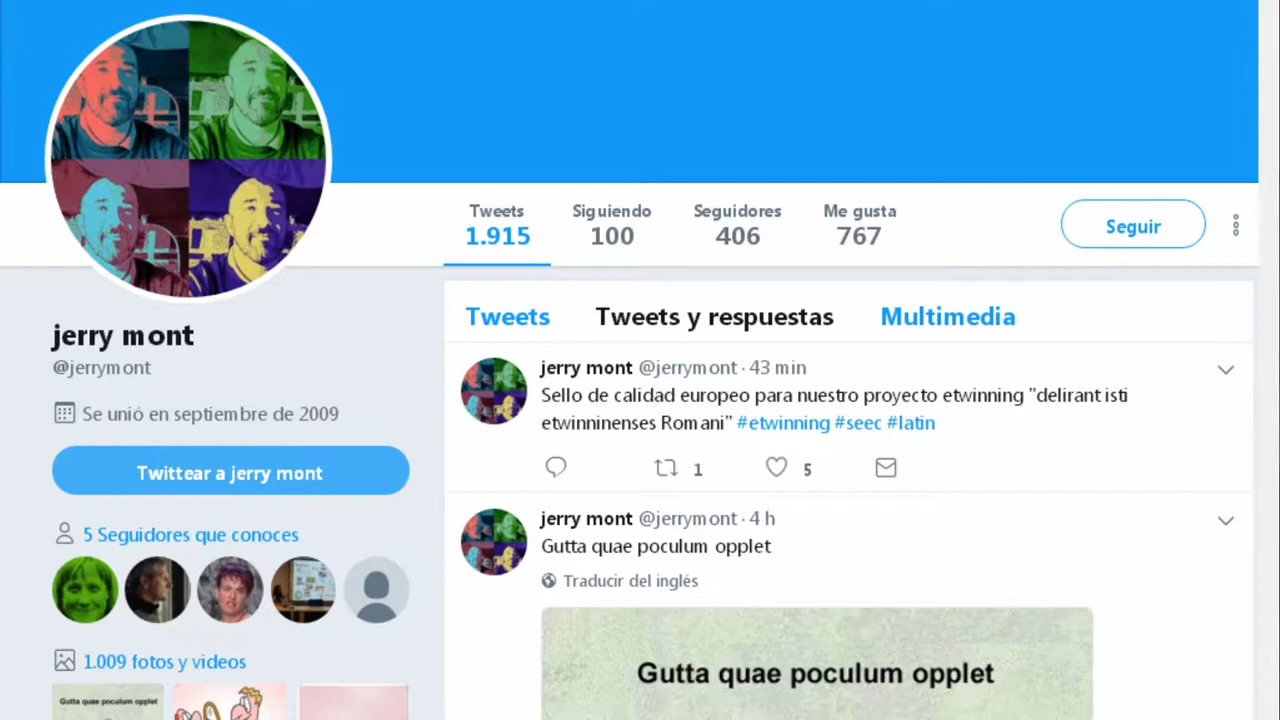 Tweets Siguiendo Seguidores Me gusta
1.915 100 406 767
Seguir
jerry mont
@jerrymont
Se unió en septiembre de 2009
Twittear a jerry mont
5 Seguidores que conoces
1.009 fotos y videos
Gutta quae poculum opplet
Tweets Tweets y respuestas Multimedia
jerry mont @jerrymont · 43 min
Sello de calidad europeo para nuestro proyecto etwinning "delirant isti
etwinninenses Romani" #etwinning #seec #latin
1 5
jerry mont @jerrymont · 4 h
Gutta quae poculum opplet
Traducir del inglés
Gutta quae poculum opplet